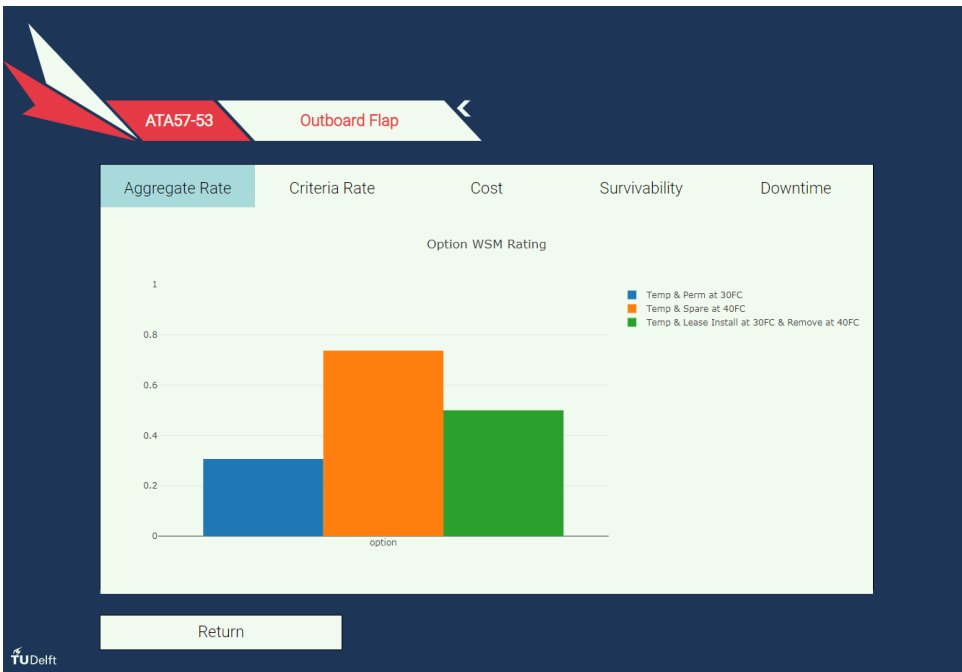 ATA57-53
Outboard Flap
Aggregate Rate
Criteria Rate
Cost
Survivability
Downtime
Option WSM Rating
1
0.8
0.6
0.4
0.2
0
option
Temp & Perm at 30FC
Temp & Spare at 40FC
Temp & Lease Install at 30FC & Remove at 40FC
Return
TUDelft